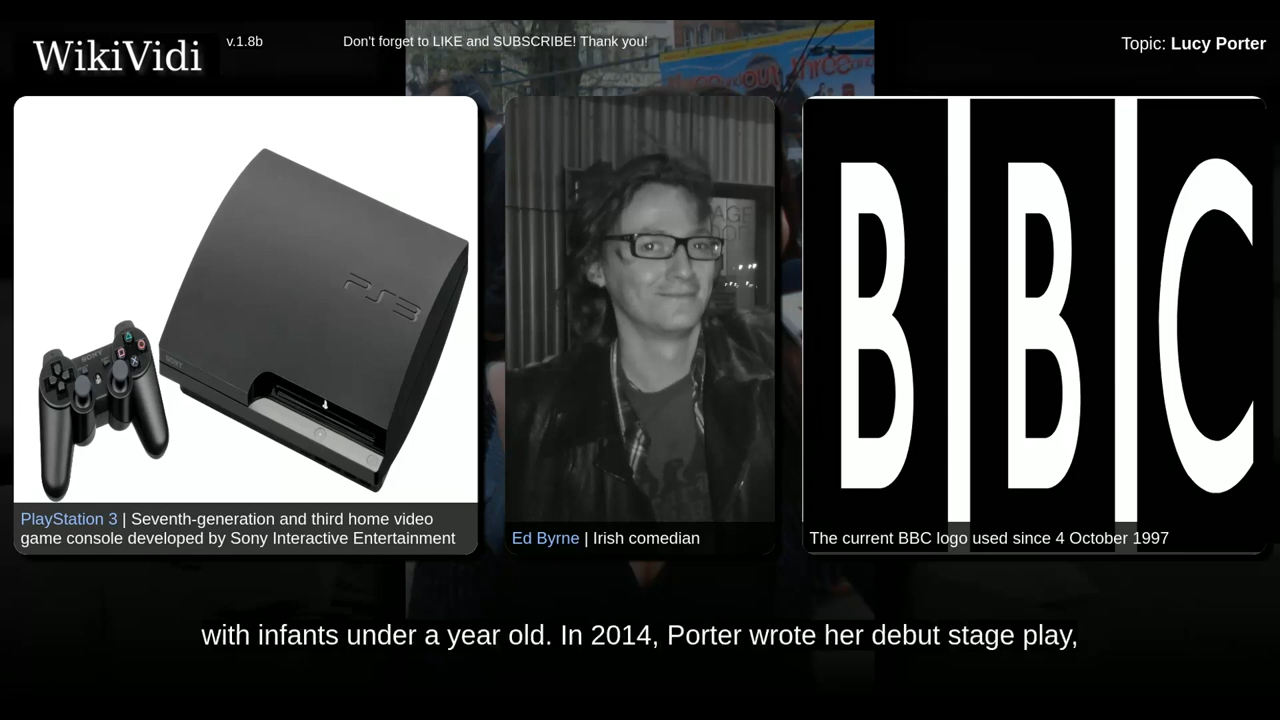 WikiVidi
v.1.8b
Don't forget to LIKE and SUBSCRIBE! Thank you!
Topic: Lucy Porter
PS3
SONY
SONY
PlayStation 3 | Seventh-generation and third home video
game console developed by Sony Interactive Entertainment
Ed Byrne | Irish comedian
BBC
The current BBC logo used since 4 October 1997
with infants under a year old. In 2014, Porter wrote her debut stage play,